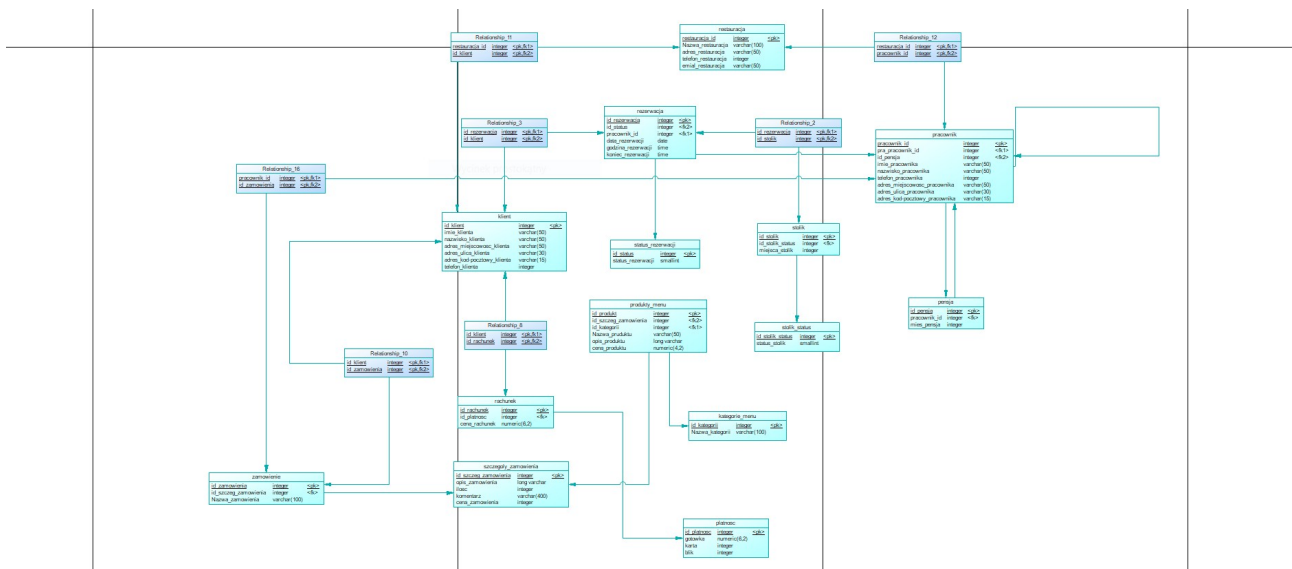 restauracja
restauracja_id integer <pk>
Nazwa_restauracja varchar(100)
adres_restauracja varchar(80)
telefon_restauracja integer
emial_restauracja varchar(50)
Relationship_11
restauracja_id integer <pk,fk1>
id_klient integer <pk,fk2>
Relationship_12
restauracja_id integer <pk,fk1>
pracownik_id integer <pk,fk2>
rezerwacja
id_rezerwacja integer <pk>
id_status integer <fk2>
pracownik_id integer <fk1>
data_rezerwacji date
godzina_rezerwacji time
koniec_rezerwacji time
Relationship_3
id_rezerwacja integer <pk,fk1>
id_klient integer <pk,fk2>
Relationship_2
id_rezerwacja integer <pk,fk1>
id_stolik integer <pk,fk2>
pracownik
pracownik_id integer <pk>
pra_pracownik_id integer <fk1>
id_pensja integer <fk2>
imie_pracownika varchar(50)
nazwisko_pracownika varchar(50)
telefon_pracownika integer
adres_miejscowosc_pracownika varchar(50)
adres_ulica_pracownika varchar(30)
adres_kod-pocztowy_pracownika varchar(15)
Relationship_16
pracownik_id integer <pk,fk1>
id_zamowienia integer <pk,fk2>
klient
id_klient integer <pk>
imie_klienta varchar(50)
nazwisko_klienta varchar(50)
adres_miejscowosc_klienta varchar(50)
adres_ulica_klienta varchar(30)
adres_kod-pocztowy_klienta varchar(15)
telefon_klienta integer
status_rezerwacji
id_status integer <pk>
status_rezerwacji smallint
stolik
id_stolik integer <pk>
id_stolik_status integer <fk>
miejsca_stolik integer
produkty_menu
id_produkt integer <pk>
id_szczeg_zamowienia integer <fk2>
id_kategorii integer <fk1>
Nazwa_produktu varchar(50)
opis_produktu long varchar
cena_produktu numeric(4,2)
pensja
id_pensja integer <pk>
pracownik_id integer <fk>
mies_pensja integer
Relationship_8
id_klient integer <pk,fk1>
id_rachunek integer <pk,fk2>
stolik_status
id_stolik_status integer <pk>
status_stolik smallint
Relationship_10
id_klient integer <pk,fk1>
id_zamowienia integer <pk,fk2>
rachunek
id_rachunek integer <pk>
id_platnosc integer <fk>
cena_rachunek numeric(6,2)
kategorie_menu
id_kategorii integer <pk>
Nazwa_kategorii varchar(100)
zamowienie
id_zamowienia integer <pk>
id_szczeg_zamowienia integer <fk>
Nazwa_zamowienia varchar(100)
szczegoly_zamowienia
id_szczeg_zamowienia integer <pk>
opis_zamowienia long varchar
ilosc integer
komentarz varchar(400)
cena_zamowienia integer
platnosc
id_platnosc integer <pk>
gotowka numeric(6,2)
karta integer
blik integer